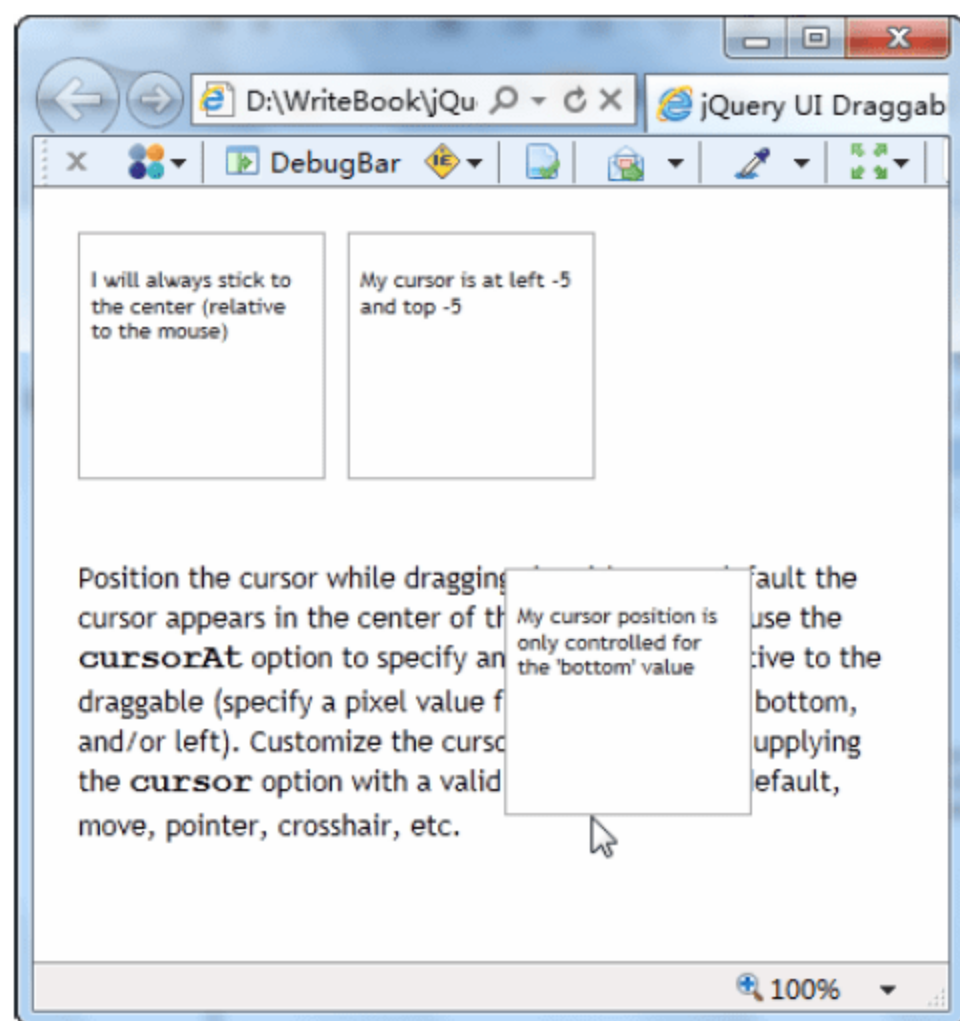 D:\WriteBook\jQu
jQuery UI Draggab
DebugBar
I will always stick to
the center (relative
to the mouse)
My cursor is at left -5
and top -5
Position the cursor while dragging fault the
cursor appears in the center of th use the
cursorAt option to specify an tive to the
draggable (specify a pixel value f bottom,
and/or left). Customize the curso upplying
the cursor option with a valid efault,
move, pointer, crosshair, etc.
My cursor position is
only controlled for
the 'bottom' value
100%